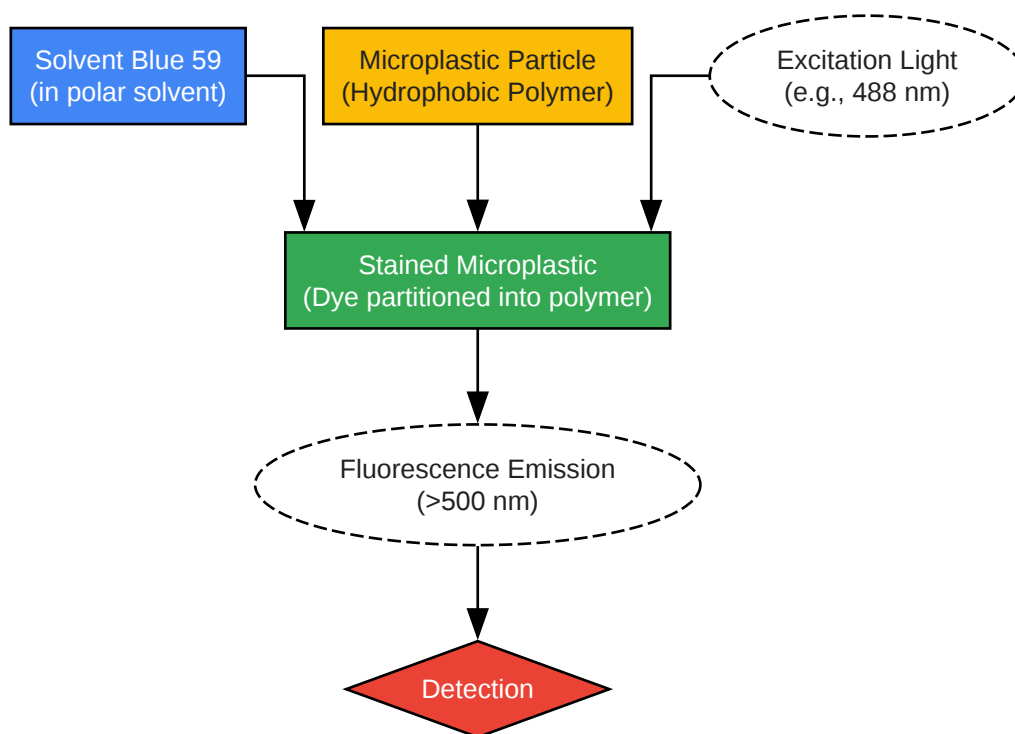 Solvent Blue 59
(in polar solvent)
Microplastic Particle
(Hydrophobic Polymer)
Excitation Light
(e.g., 488 nm)
Stained Microplastic
(Dye partitioned into polymer)
Fluorescence Emission
(>500 nm)
Detection